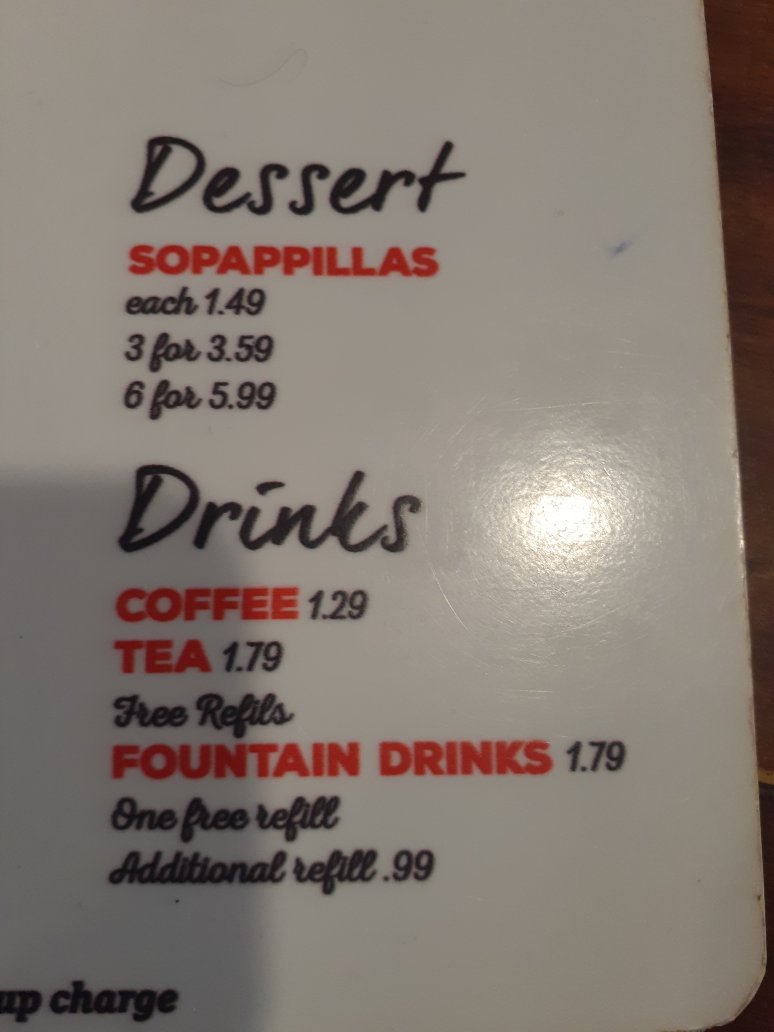 Dessert
SOPAPPILLAS
each 1.49
3 for 3.59
6 for 5.99
Drinks
COFFEE 1.29
TEA 1.79
Free Refils
FOUNTAIN DRINKS 1.79
One free refill
Additional refill .99
up charge